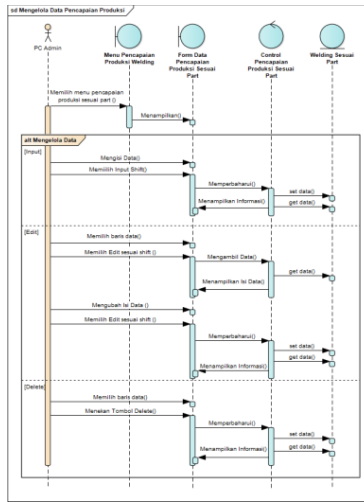 sd Mengelola Data Pencapaian Produksi
PC Admin
Menu Pencapaian
Produksi Welding
Form Data
Pencapaian
Produksi Sesuai
Part
Control
Pencapaian
Produksi Sesuai
Part
Welding Sesuai
Part
Memilih menu pencapaian
produksi sesuai part ()
Menampilkan()
alt Mengelola Data
[Input]
Mengisi Data()
Memilih Input Shift()
Memperbaharui()
set data()
Menampilkan Informasi()
get data()
[Edit]
Memilih baris data()
Memilih Edit sesuai shift ()
Mengambil Data()
get data()
Menampilkan Isi Data()
Mengubah Isi Data ()
Memilih Edit sesuai shift ()
Memperbaharui()
set data()
get data()
Menampilkan Informasi()
[Delete]
Memilih baris data()
Menekan Tombol Delete()
Memperbaharui()
set data()
Menampilkan Informasi()
get data()